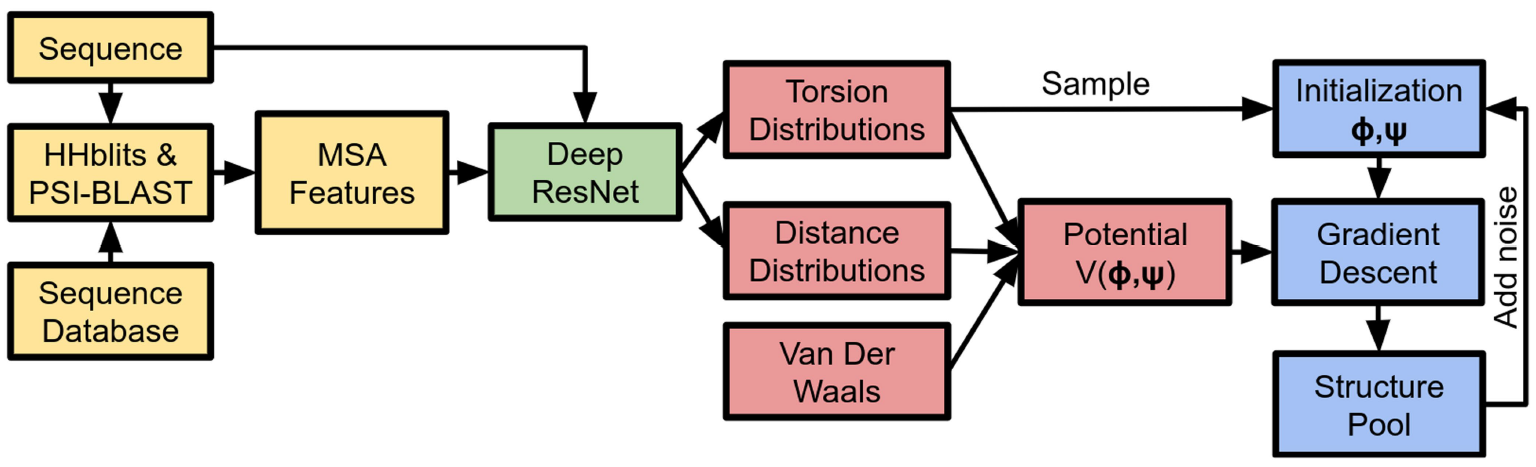 Sequence
HHblits &
PSI-BLAST
Sequence
Database
MSA
Features
Deep
ResNet
Torsion
Distributions
Distance
Distributions
Van Der
Waals
Sample
Potential
V(ϕ,ψ)
Initialization
ϕ,ψ
Gradient
Descent
Structure
Pool
Add noise